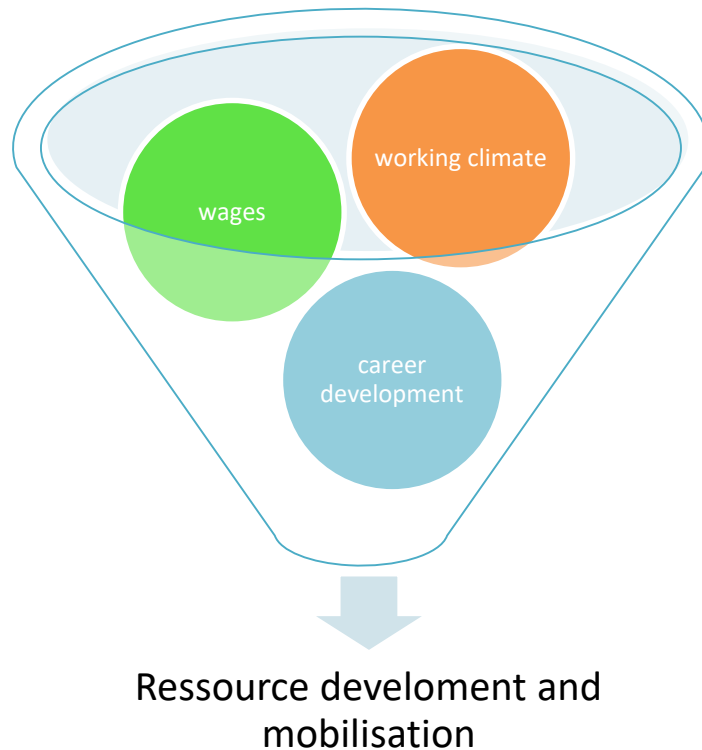 working climate
wages
career
development
Ressource develoment and
mobilisation